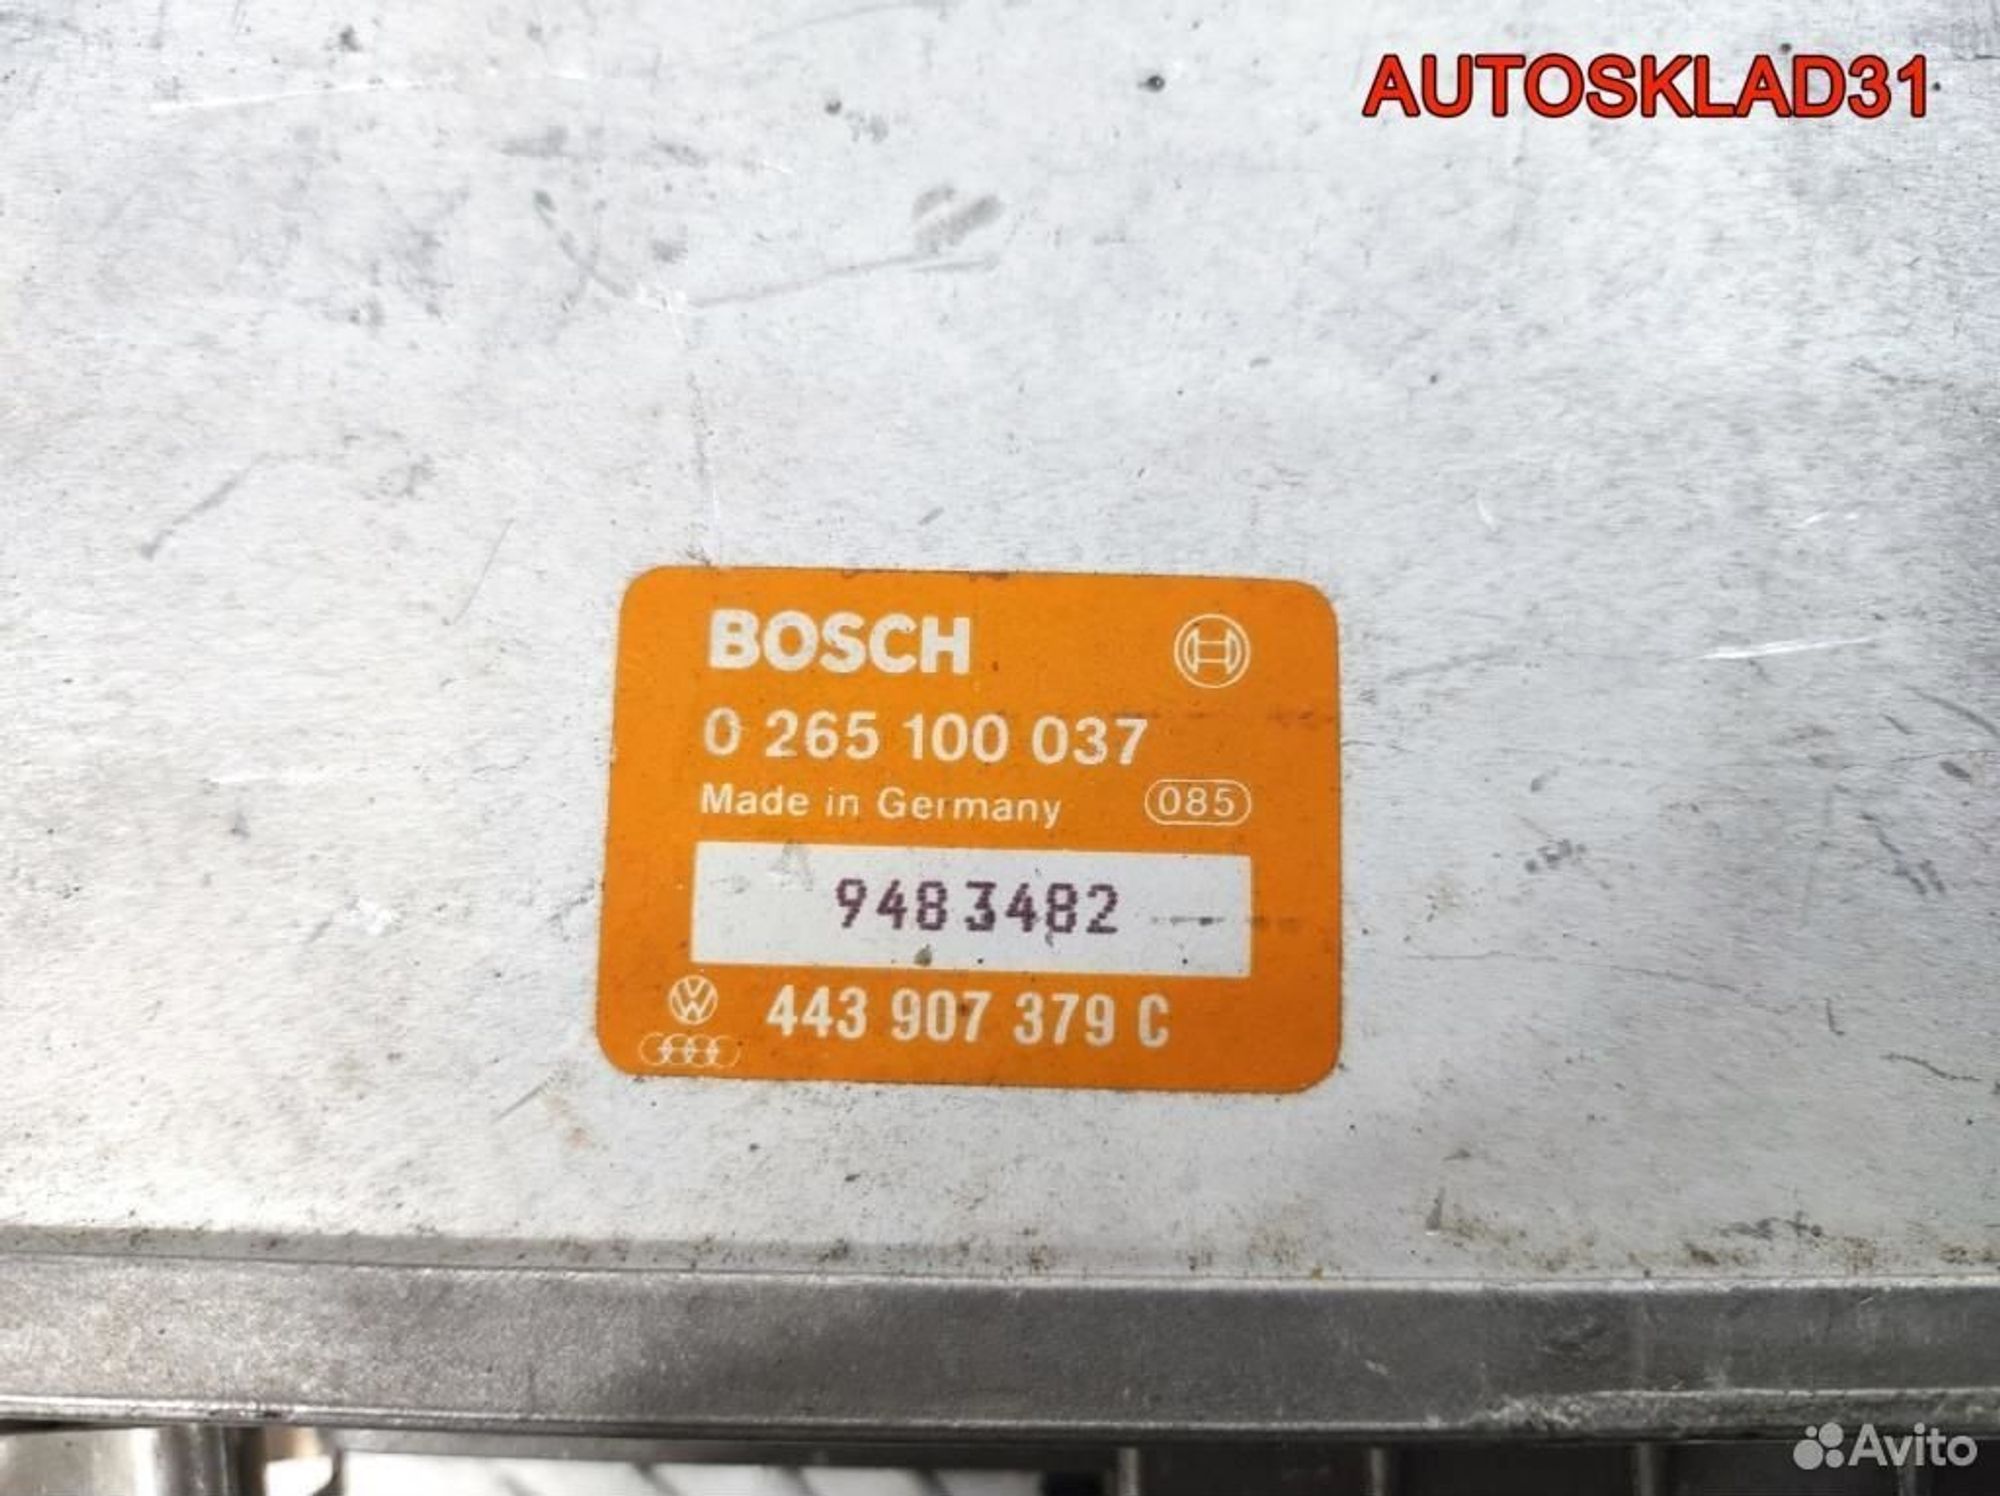 AUTOSKLAD31
BOSCH
0 265 100 037
Made in Germany 085
9483482
443 907 379 C
Avito